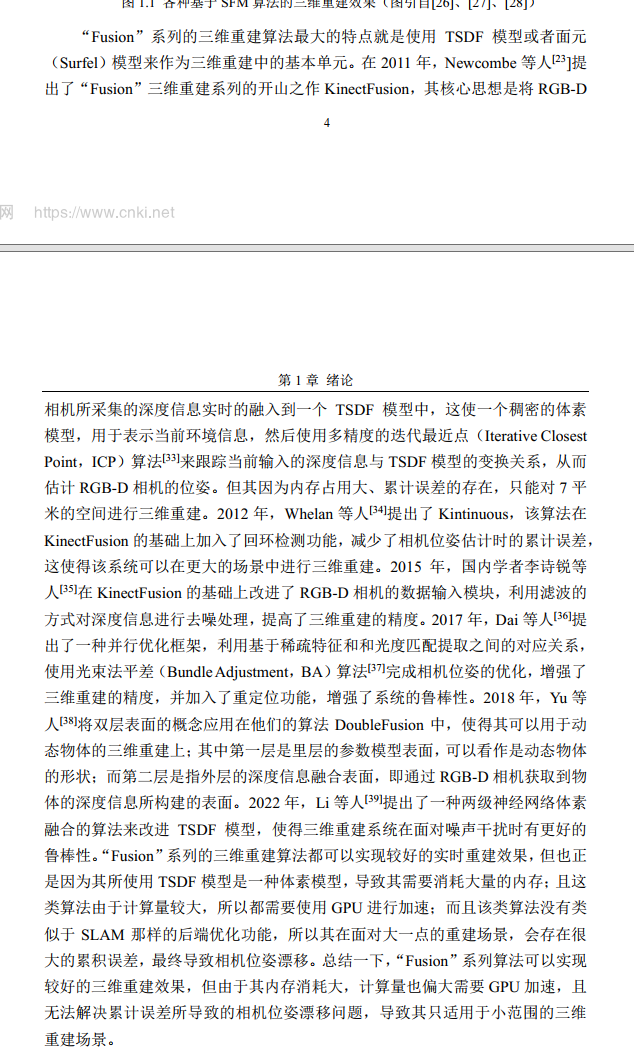 图 1.1 各种基于 SFM 算法的三维重建效果（图引自[26]、[27]、[28]）
“Fusion”系列的三维重建算法最大的特点就是使用 TSDF 模型或者面元
（Surfel）模型来作为三维重建中的基本单元。在 2011 年，Newcombe 等人[23]提
出了“Fusion”三维重建系列的开山之作 KinectFusion，其核心思想是将 RGB-D
4
网 https://www.cnki.net
第 1 章 绪论
相机所采集的深度信息实时的融入到一个 TSDF 模型中，这使一个稠密的体素
模型，用于表示当前环境信息，然后使用多精度的迭代最近点（Iterative Closest
Point，ICP）算法[33]来跟踪当前输入的深度信息与 TSDF 模型的变换关系，从而
估计 RGB-D 相机的位姿。但其因为内存占用大、累计误差的存在，只能对 7 平
米的空间进行三维重建。2012 年，Whelan 等人[34]提出了 Kintinuous，该算法在
KinectFusion 的基础上加入了回环检测功能，减少了相机位姿估计时的累计误差，
这使得该系统可以在更大的场景中进行三维重建。2015 年，国内学者李诗锐等
人[35]在 KinectFusion 的基础上改进了 RGB-D 相机的数据输入模块，利用滤波的
方式对深度信息进行去噪处理，提高了三维重建的精度。2017 年，Dai 等人[36]提
出了一种并行优化框架，利用基于稀疏特征和和光度匹配提取之间的对应关系，
使用光束法平差（Bundle Adjustment，BA）算法[37]完成相机位姿的优化，增强了
三维重建的精度，并加入了重定位功能，增强了系统的鲁棒性。2018 年，Yu 等
人[38]将双层表面的概念应用在他们的算法 DoubleFusion 中，使得其可以用于动
态物体的三维重建上；其中第一层是里层的参数模型表面，可以看作是动态物体
的形状；而第二层是指外层的深度信息融合表面，即通过 RGB-D 相机获取到物
体的深度信息所构建的表面。2022 年，Li 等人[39]提出了一种两级神经网络体素
融合的算法来改进 TSDF 模型，使得三维重建系统在面对噪声干扰时有更好的
鲁棒性。“Fusion”系列的三维重建算法都可以实现较好的实时重建效果，但也正
是因为其所使用 TSDF 模型是一种体素模型，导致其需要消耗大量的内存；且这
类算法由于计算量较大，所以都需要使用 GPU 进行加速；而且该类算法没有类
似于 SLAM 那样的后端优化功能，所以其在面对大一点的重建场景，会存在很
大的累积误差，最终导致相机位姿漂移。总结一下，“Fusion”系列算法可以实现
较好的三维重建效果，但由于其内存消耗大，计算量也偏大需要 GPU 加速，且
无法解决累计误差所导致的相机位姿漂移问题，导致其只适用于小范围的三维
重建场景。